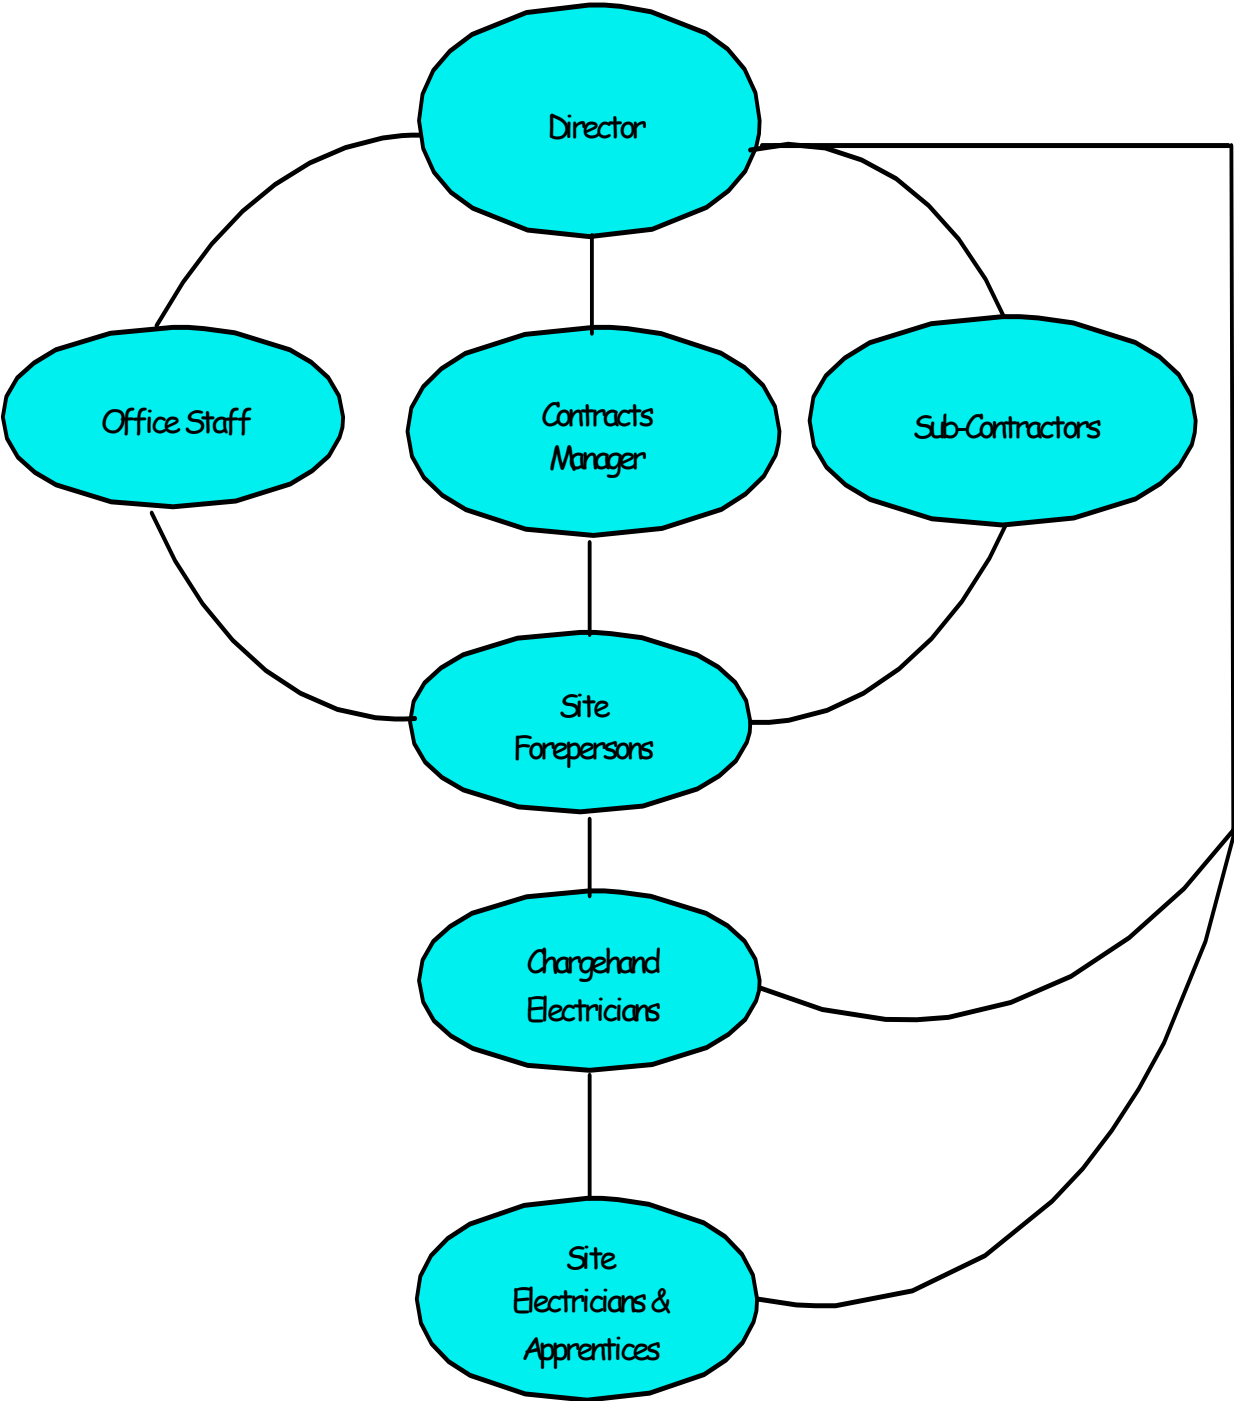 Director
Office Staff
Contracts
Manager
Sub-Contractors
Site
Forepersons
Chargehand
Electricians
Site
Electricians &
Apprentices